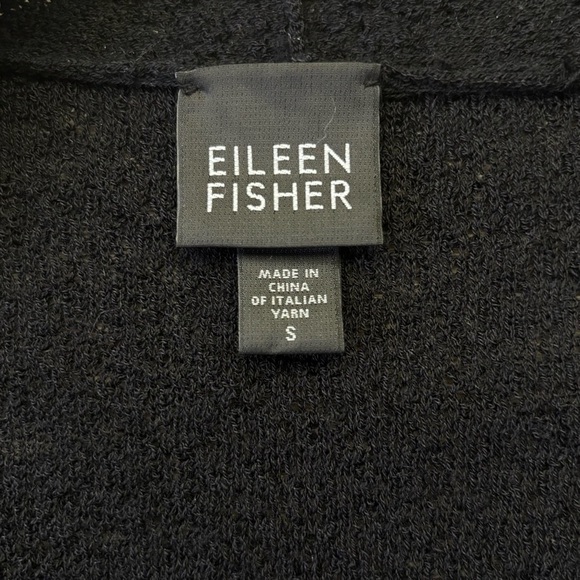 EILEEN
FISHER
MADE IN
CHINA
OF ITALIAN
YARN
S